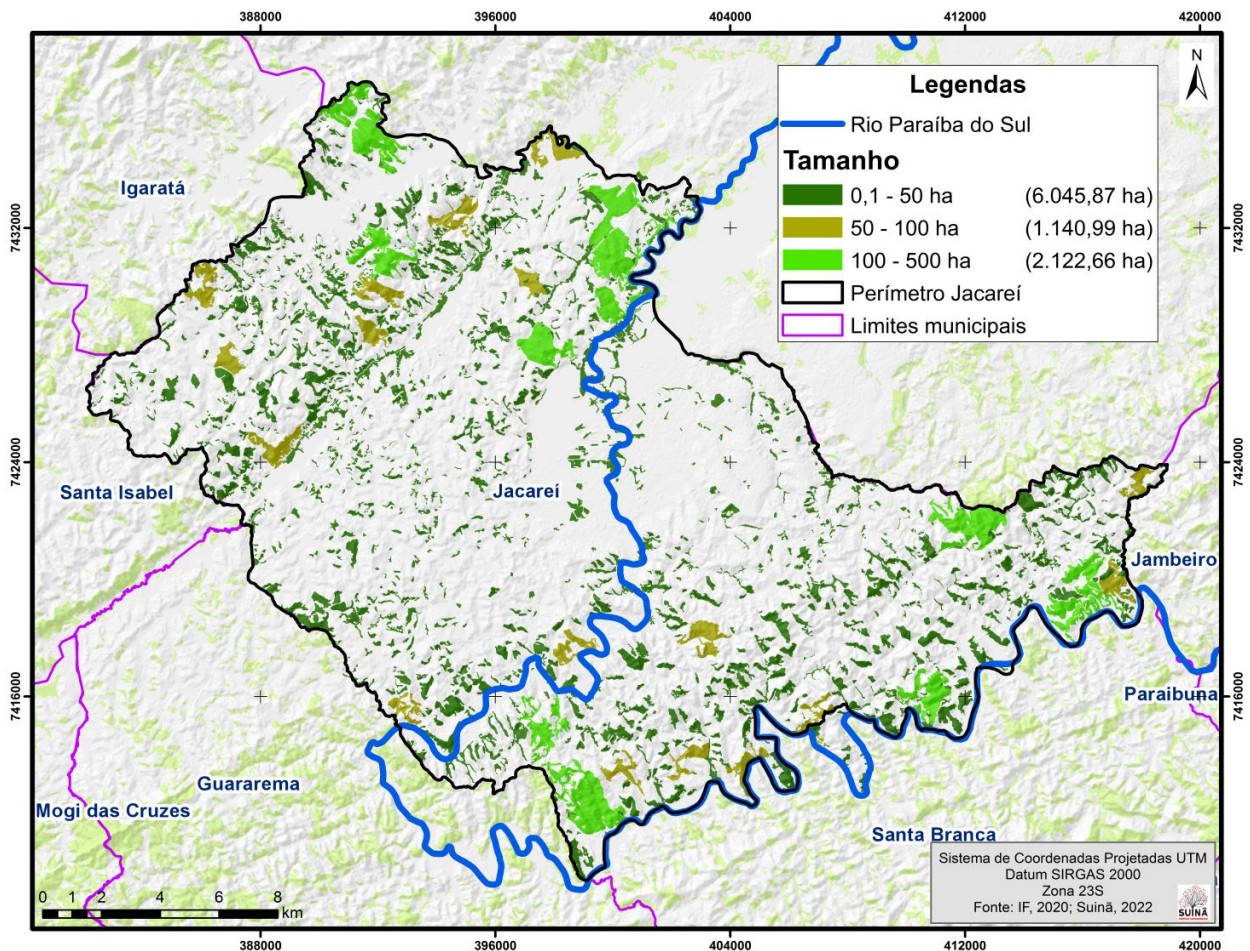 388000 396000 404000 412000 420000
N
Legendas
Rio Paraíba do Sul
Tamanho
0,1 - 50 ha (6.045,87 ha)
50 - 100 ha (1.140,99 ha)
100 - 500 ha (2.122,66 ha)
Perímetro Jacareí
Limites municipais
Igaratá
7432000 7432000
7424000 7424000
Santa Isabel
Jacareí
Jambeiro
Paraibuna
7416000 7416000
Guararema
Mogi das Cruzes
Santa Branca
Sistema de Coordenadas Projetadas UTM
Datum SIRGAS 2000
Zona 23S
Fonte: IF, 2020; Suinã, 2022
SUINÃ
0 1 2 4 6 8
km
388000 396000 404000 412000 420000